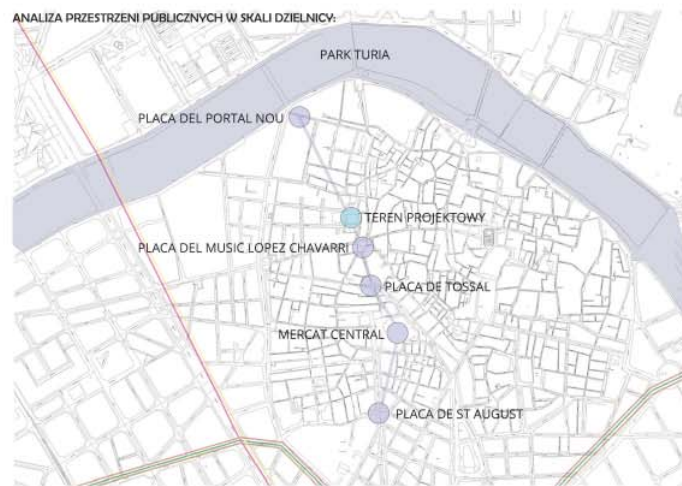 ANALIZA PRZESTRZENI PUBLICZNYCH W SKALI DZIELNICY:
PARK TURIA
PLACA DEL PORTAL NOU
TEREN PROJEKTOWY
PLACA DEL MUSIC LOPEZ CHAVARRI
PLACA DE TOSSAL
MERCAT CENTRAL
PLACA DE ST AUGUST